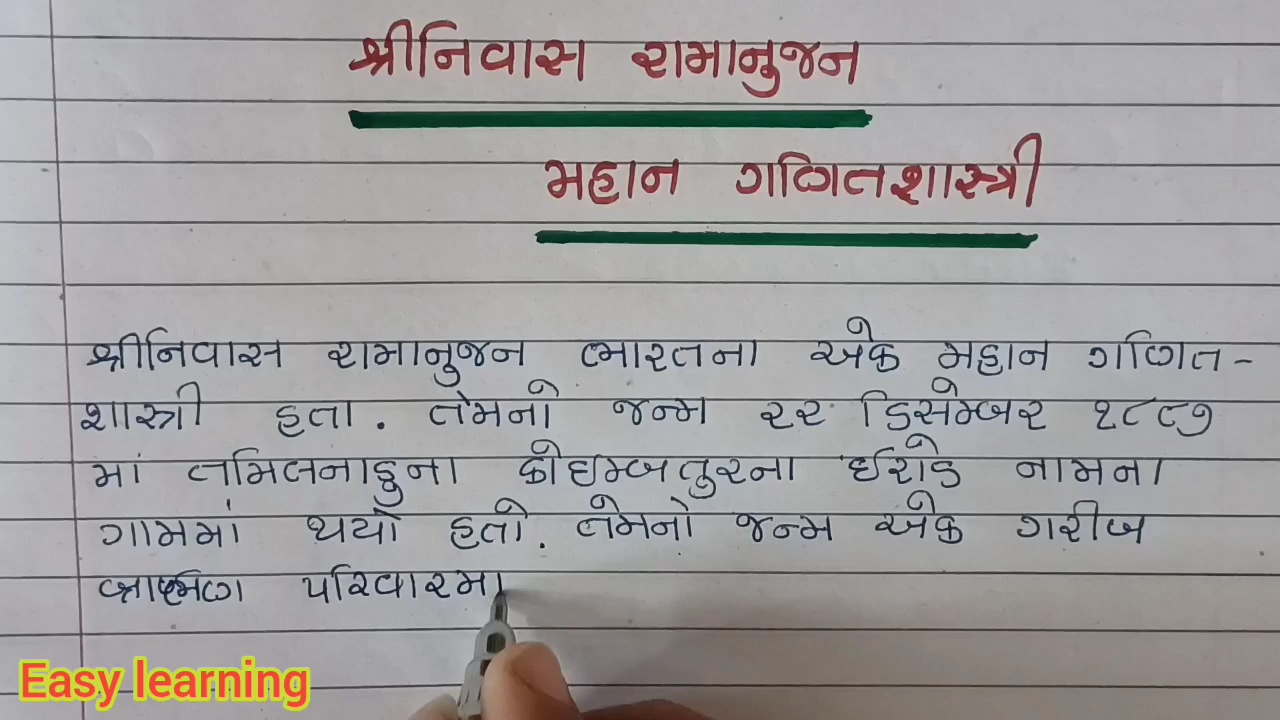 શ્રીનિવાસ રામાનુજન
મહાન ગણિતશાસ્ત્રી
શ્રીનિવાસ રામાનુજન ભારતના એક મહાન ગણિત-
શાસ્ત્રી હતા. તેમનો જન્મ ૨૨ ડિસેમ્બર ૧૮૮૭
માં તમિલનાડુના કોઇમ્બતુરના ઈરોડ નામના
ગામમાં થયો હતો. તેમનો જન્મ એક ગરીબ
બ્રાહ્મણ પરિવારમા
Easy learning